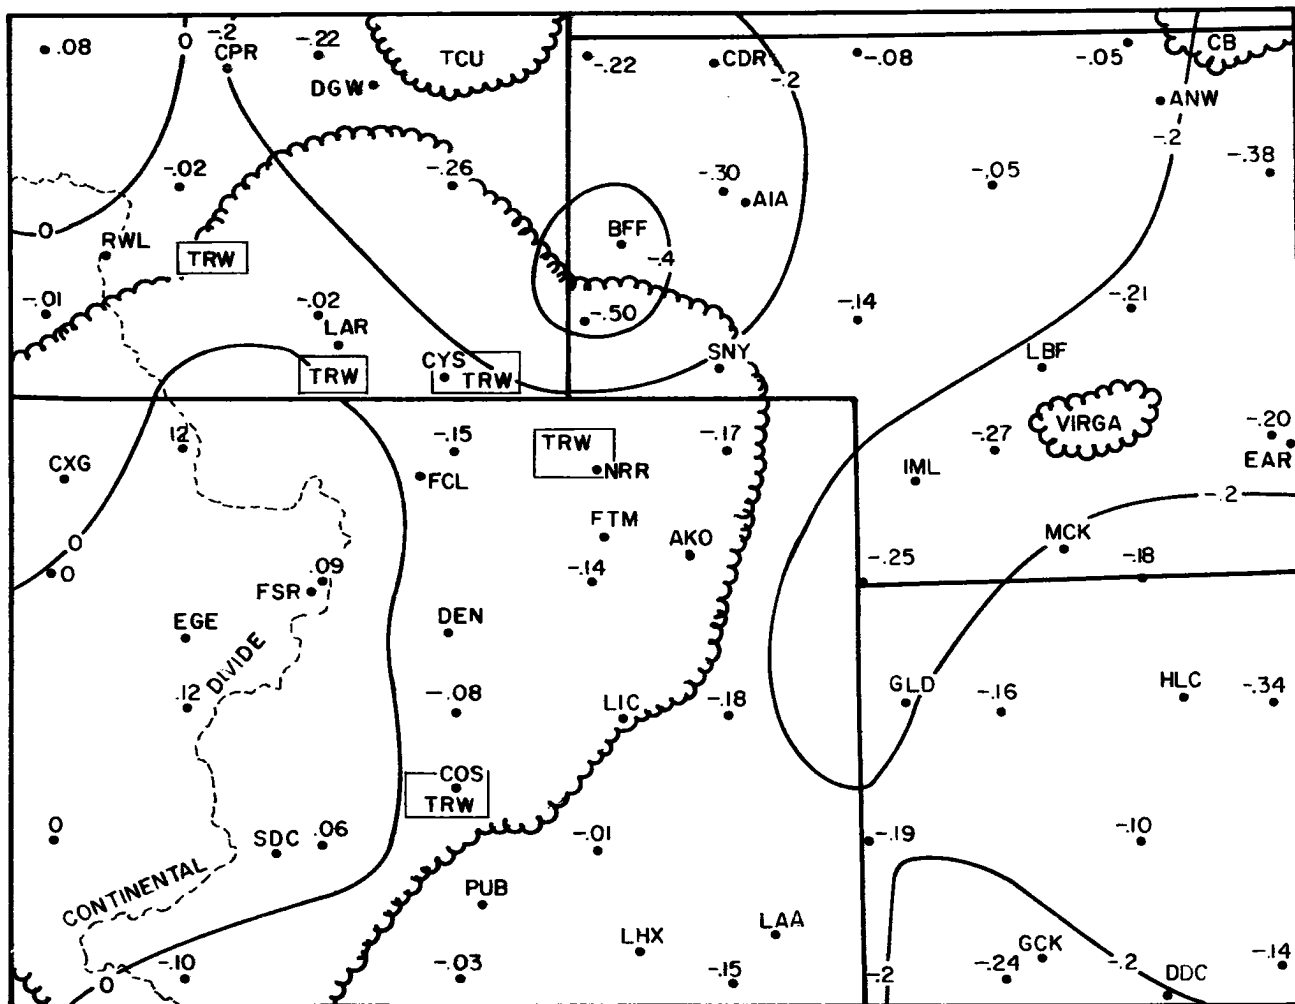 .08
0
-.2
CPR
-.22
DGW
TCU
-.22
CDR
-.2
-.08
-.05
CB
ANW
-.2
-.38
-.02
-.26
-.30
AIA
-.05
0
RWL
TRW
BFF
-.4
-.01
-.02
LAR
-.50
-.14
-.21
TRW
CYS
TRW
SNY
LBF
VIRGA
.12
-.15
TRW
NRR
-.17
-.27
-.20
EAR
CXG
FCL
IML
-.2
0
0
FTM
AKO
MCK
.09
FSR
-.14
-.25
-.18
EGE
DEN
DIVIDE
.12
-.08
LIC
-.18
GLD
-.16
HLC
-.34
COS
TRW
0
SDC
.06
-.01
-.19
-.10
CONTINENTAL
PUB
LHX
LAA
GCK
0
-.10
-.03
-.15
-.2
-.24
-.2
DDC
-.14